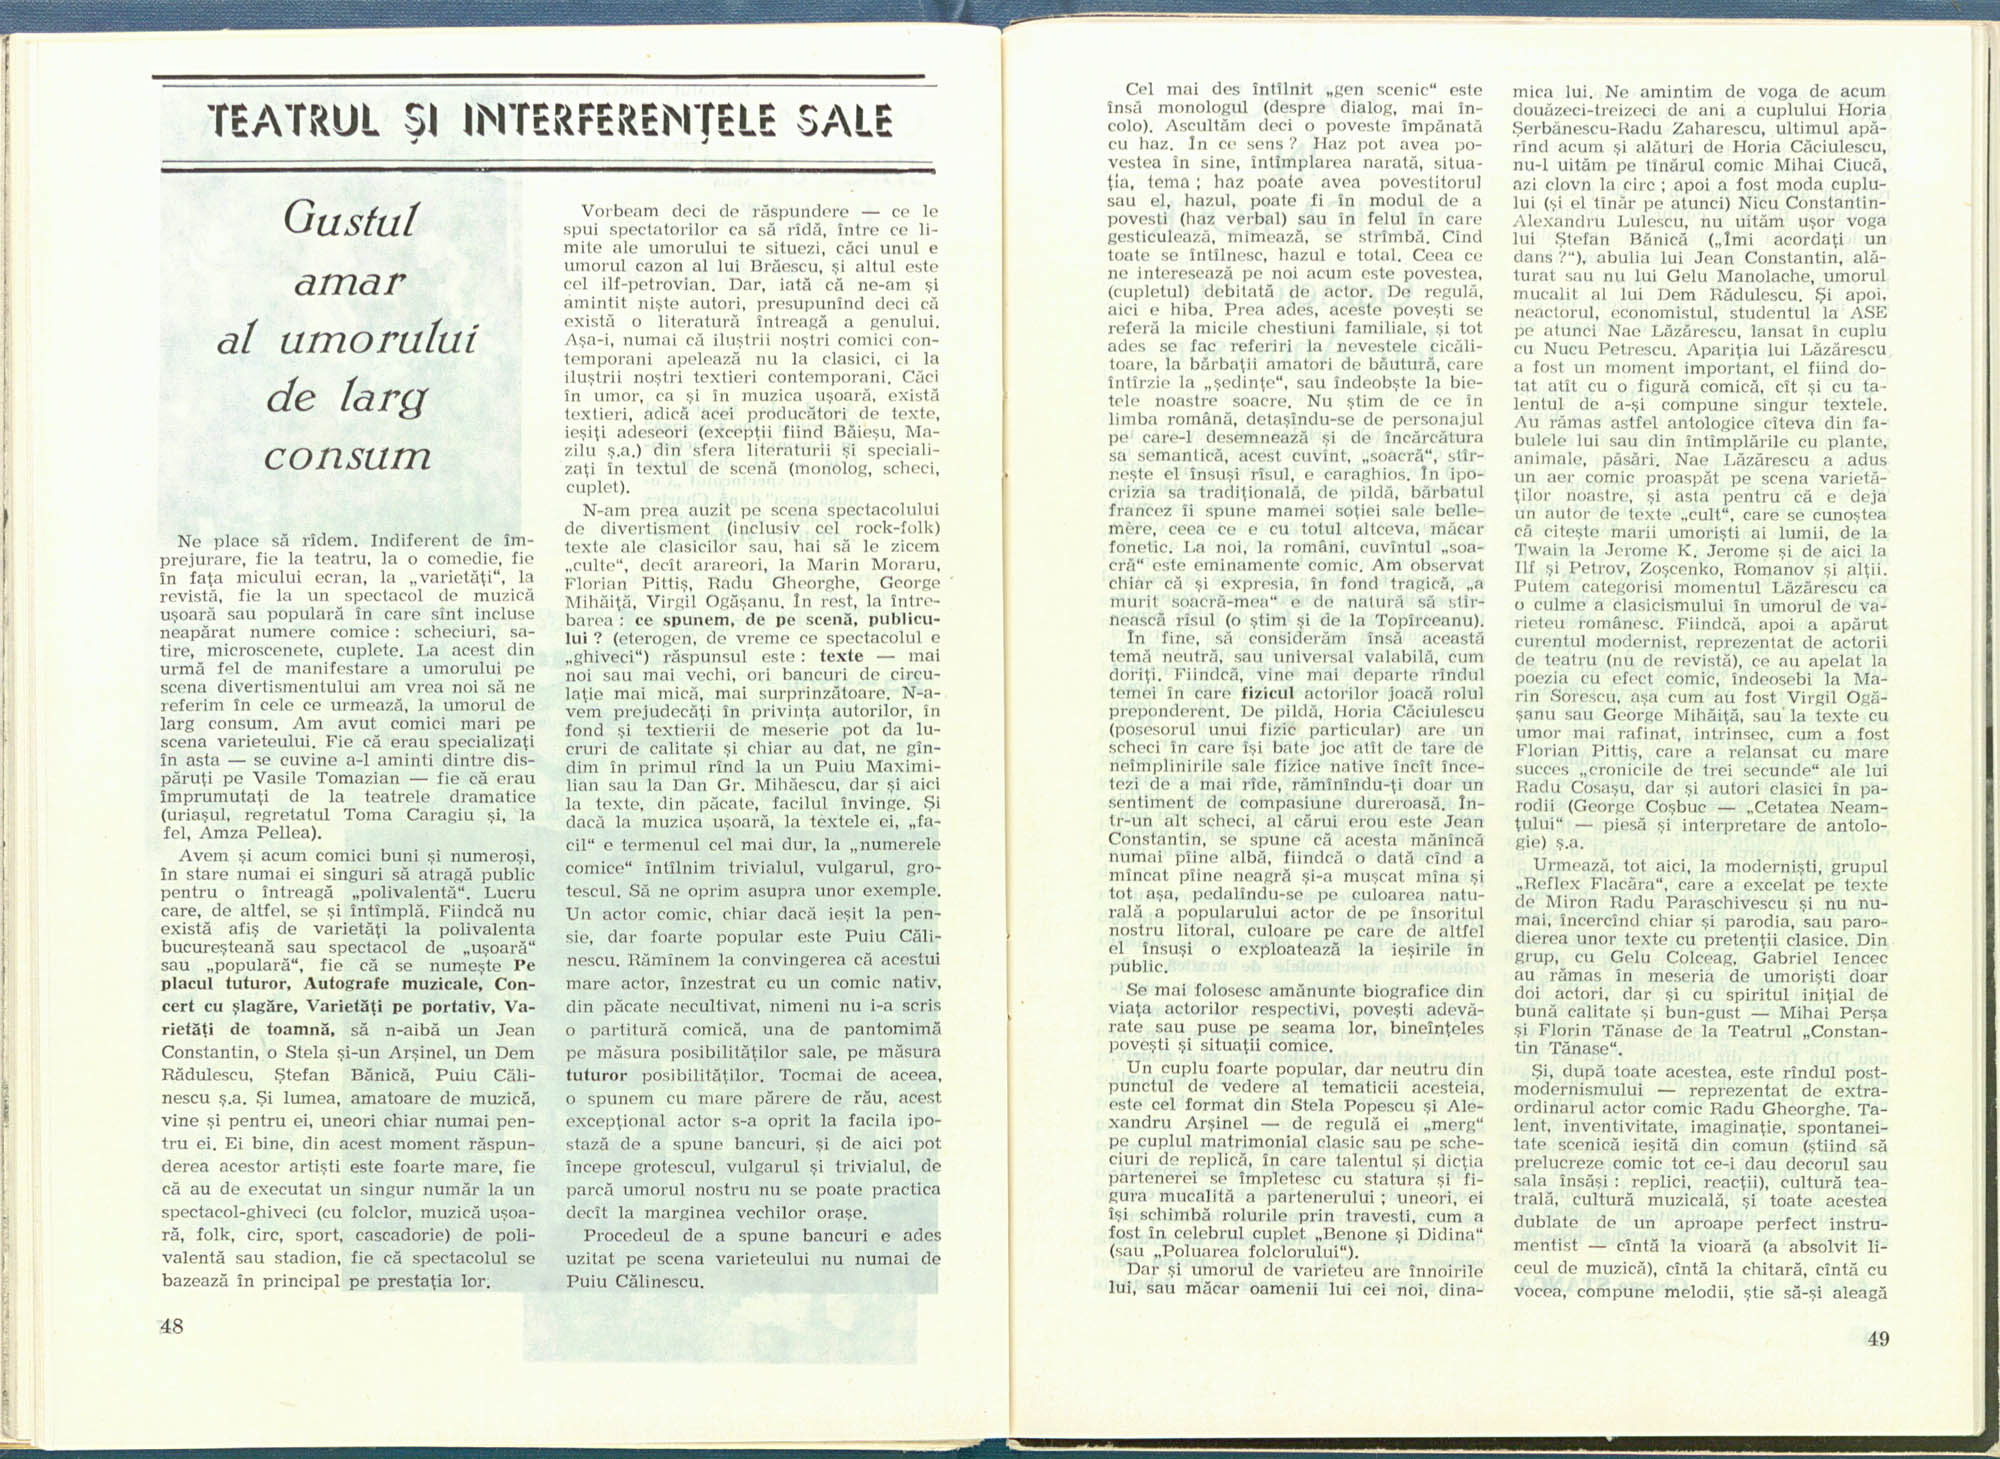 TEATRUL ȘI INTERFERENȚELE SALE
Gustul
amar
al umorului
de larg
consum
Ne place să rîdem. Indiferent de îm-
prejurare, fie la teatru, la o comedie, fie
în fața micului ecran, la „varietăți“, la
revistă, fie la un spectacol de muzică
ușoară sau populară în care sînt incluse
neapărat numere comice : scheciuri, sa-
tire, microscenete, cuplete. La acest din
urmă fel de manifestare a umorului pe
scena divertismentului am vrea noi să ne
referim în cele ce urmează, la umorul de
larg consum. Am avut comici mari pe
scena varieteului. Fie că erau specializați
în asta — se cuvine a-l aminti dintre dis-
păruți pe Vasile Tomazian — fie că erau
împrumutați de la teatrele dramatice
(uriașul, regretatul Toma Caragiu și, la
fel, Amza Pellea).
Avem și acum comici buni și numeroși,
în stare numai ei singuri să atragă public
pentru o întreagă „polivalentă“. Lucru
care, de altfel, se și întîmplă. Fiindcă nu
există afiș de varietăți la polivalenta
bucureșteană sau spectacol de „ușoară“
sau „populară“, fie că se numește Pe
placul tuturor, Autografe muzicale, Con-
cert cu șlagăre, Varietăți pe portativ, Va-
rietăți de toamnă, să n-aibă un Jean
Constantin, o Stela și-un Arșinel, un Dem
Rădulescu, Ștefan Bănică, Puiu Căli-
nescu ș.a. Și lumea, amatoare de muzică,
vine și pentru ei, uneori chiar numai pen-
tru ei. Ei bine, din acest moment răspun-
derea acestor artiști este foarte mare, fie
că au de executat un singur număr la un
spectacol-ghiveci (cu folclor, muzică ușoa-
ră, folk, circ, sport, cascadorie) de poli-
valentă sau stadion, fie că spectacolul se
bazează în principal pe prestația lor.
48
Vorbeam deci de răspundere — ce le
spui spectatorilor ca să rîdă, între ce li-
mite ale umorului te situezi, căci unul e
umorul cazon al lui Brăescu, și altul este
cel ilf-petrovian. Dar, iată că ne-am și
amintit niște autori, presupunînd deci că
există o literatură întreagă a genului.
Așa-i, numai că iluștrii noștri comici con-
temporani apelează nu la clasici, ci la
iluștrii noștri textieri contemporani. Căci
în umor, ca și în muzica ușoară, există
textieri, adică acei producători de texte,
ieșiți adeseori (excepții fiind Băieșu, Ma-
zilu ș.a.) din sfera literaturii și speciali-
zați în textul de scenă (monolog, scheci,
cuplet).
N-am prea auzit pe scena spectacolului
de divertisment (inclusiv cel rock-folk)
texte ale clasicilor sau, hai să le zicem
„culte“, decît arareori, la Marin Moraru,
Florian Pittiș, Radu Gheorghe, George
Mihăiță, Virgil Ogășanu. În rest, la între-
barea : ce spunem, de pe scenă, publicu-
lui ? (eterogen, de vreme ce spectacolul e
„ghiveci“) răspunsul este : texte — mai
noi sau mai vechi, ori bancuri de circu-
lație mai mică, mai surprinzătoare. N-a-
vem prejudecăți în privința autorilor, în
fond și textierii de meserie pot da lu-
cruri de calitate și chiar au dat, ne gîn-
dim în primul rînd la un Puiu Maximi-
lian sau la Dan Gr. Mihăescu, dar și aici
la texte, din păcate, facilul învinge. Și
dacă la muzica ușoară, la textele ei, „fa-
cil“ e termenul cel mai dur, la „numerele
comice“ întîlnim trivialul, vulgarul, gro-
tescul. Să ne oprim asupra unor exemple.
Un actor comic, chiar dacă ieșit la pen-
sie, dar foarte popular este Puiu Căli-
nescu. Rămînem la convingerea că acestui
mare actor, înzestrat cu un comic nativ,
din păcate necultivat, nimeni nu i-a scris
o partitură comică, una de pantomimă
pe măsura posibilităților sale, pe măsura
tuturor posibilităților. Tocmai de aceea,
o spunem cu mare părere de rău, acest
excepțional actor s-a oprit la facila ipo-
stază de a spune bancuri, și de aici pot
începe grotescul, vulgarul și trivialul, de
parcă umorul nostru nu se poate practica
decît la marginea vechilor orașe.
Procedeul de a spune bancuri e ades
uzitat pe scena varieteului nu numai de
Puiu Călinescu.
Cel mai des întîlnit „gen scenic“ este
însă monologul (despre dialog, mai în-
colo). Ascultăm deci o poveste împănată
cu haz. În ce sens ? Haz pot avea po-
vestea în sine, întîmplarea narată, situa-
ția, tema ; haz poate avea povestitorul
sau el, hazul, poate fi în modul de a
povesti (haz verbal) sau în felul în care
gesticulează, mimează, se strîmbă. Cînd
toate se întîlnesc, hazul e total. Ceea ce
ne interesează pe noi acum este povestea,
(cupletul) debitată de actor. De regulă,
aici e hiba. Prea ades, aceste povești se
referă la micile chestiuni familiale, și tot
ades se fac referiri la nevestele cicăli-
toare, la bărbații amatori de băutură, care
întîrzie la „ședințe“, sau îndeobște la bie-
tele noastre soacre. Nu știm de ce în
limba română, detașîndu-se de personajul
pe care-l desemnează și de încărcătura
sa semantică, acest cuvînt, „soacră“, stîr-
nește el însuși rîsul, e caraghios. În ipo-
crizia sa tradițională, de pildă, bărbatul
francez îi spune mamei soției sale belle-
mère, ceea ce e cu totul altceva, măcar
fonetic. La noi, la români, cuvîntul „soa-
cră“ este eminamente comic. Am observat
chiar că și expresia, în fond tragică, „a
murit soacră-mea“ e de natură să stîr-
nească rîsul (o știm și de la Topîrceanu).
În fine, să considerăm însă această
temă neutră, sau universal valabilă, cum
doriți. Fiindcă, vine mai departe rîndul
temei în care fizicul actorilor joacă rolul
preponderent. De pildă, Horia Căciulescu
(posesorul unui fizic particular) are un
scheci în care își bate joc atît de tare de
neîmplinirile sale fizice native încît înce-
tezi de a mai rîde, rămînîndu-ți doar un
sentiment de compasiune dureroasă. În-
tr-un alt scheci, al cărui erou este Jean
Constantin, se spune că acesta mănîncă
numai pîine albă, fiindcă o dată cînd a
mîncat pîine neagră și-a mușcat mîna și
tot așa, pedalîndu-se pe culoarea natu-
rală a popularului actor de pe însoritul
nostru litoral, culoare pe care de altfel
el însuși o exploatează la ieșirile în
public.
Se mai folosesc amănunte biografice din
viața actorilor respectivi, povești adevă-
rate sau puse pe seama lor, bineînțeles
povești și situații comice.
Un cuplu foarte popular, dar neutru din
punctul de vedere al tematicii acesteia,
este cel format din Stela Popescu și Ale-
xandru Arșinel — de regulă ei „merg“
pe cuplul matrimonial clasic sau pe sche-
ciuri de replică, în care talentul și dicția
partenerei se împletesc cu statura și fi-
gura mucalită a partenerului ; uneori, ei
își schimbă rolurile prin travesti, cum a
fost în celebrul cuplet „Benone și Didina“
(sau „Poluarea folclorului“).
Dar și umorul de varieteu are înnoirile
lui, sau măcar oamenii lui cei noi, dina-
mica lui. Ne amintim de voga de acum
douăzeci-treizeci de ani a cuplului Horia
Șerbănescu-Radu Zaharescu, ultimul apă-
rînd acum și alături de Horia Căciulescu,
nu-l uităm pe tînărul comic Mihai Ciucă,
azi clovn la circ ; apoi a fost moda cuplu-
lui (și el tînăr pe atunci) Nicu Constantin-
Alexandru Lulescu, nu uităm ușor voga
lui Ștefan Bănică („Îmi acordați un
dans ?“), abulia lui Jean Constantin, ală-
turat sau nu lui Gelu Manolache, umorul
mucalit al lui Dem Rădulescu. Și apoi,
neactorul, economistul, studentul la ASE
pe atunci Nae Lăzărescu, lansat în cuplu
cu Nucu Petrescu. Apariția lui Lăzărescu
a fost un moment important, el fiind do-
tat atît cu o figură comică, cît și cu ta-
lentul de a-și compune singur textele.
Au rămas astfel antologice cîteva din fa-
bulele lui sau din întîmplările cu plante,
animale, păsări. Nae Lăzărescu a adus
un aer comic proaspăt pe scena varietă-
ților noastre, și asta pentru că e deja
un autor de texte „cult“, care se cunoștea
că citește marii umoriști ai lumii, de la
Twain la Jerome K. Jerome și de aici la
Ilf și Petrov, Zoșcenko, Romanov și alții.
Putem categorisi momentul Lăzărescu ca
o culme a clasicismului în umorul de va-
rieteu românesc. Fiindcă, apoi a apărut
curentul modernist, reprezentat de actorii
de teatru (nu de revistă), ce au apelat la
poezia cu efect comic, îndeosebi la Ma-
rin Sorescu, așa cum au fost Virgil Ogă-
șanu sau George Mihăiță, sau la texte cu
umor mai rafinat, intrinsec, cum a fost
Florian Pittiș, care a relansat cu mare
succes „cronicile de trei secunde“ ale lui
Radu Cosașu, dar și autori clasici în pa-
rodii (George Coșbuc — „Cetatea Neam-
țului“ — piesă și interpretare de antolo-
gie) ș.a.
Urmează, tot aici, la moderniști, grupul
„Reflex Flacăra“, care a excelat pe texte
de Miron Radu Paraschivescu și nu nu-
mai, încercînd chiar și parodia, sau paro-
dierea unor texte cu pretenții clasice. Din
grup, cu Gelu Colceag, Gabriel Iencec
au rămas în meseria de umoriști doar
doi actori, dar și cu spiritul inițial de
bună calitate și bun-gust — Mihai Perșa
și Florin Tănase de la Teatrul „Constan-
tin Tănase“.
Și, după toate acestea, este rîndul post-
modernismului — reprezentat de extra-
ordinarul actor comic Radu Gheorghe. Ta-
lent, inventivitate, imaginație, spontanei-
tate scenică ieșită din comun (știind să
prelucreze comic tot ce-i dau decorul sau
sala însăși : replici, reacții), cultură tea-
trală, cultură muzicală, și toate acestea
dublate de un aproape perfect instru-
mentist — cîntă la vioară (a absolvit li-
ceul de muzică), cîntă la chitară, cîntă cu
vocea, compune melodii, știe să-și aleagă
49